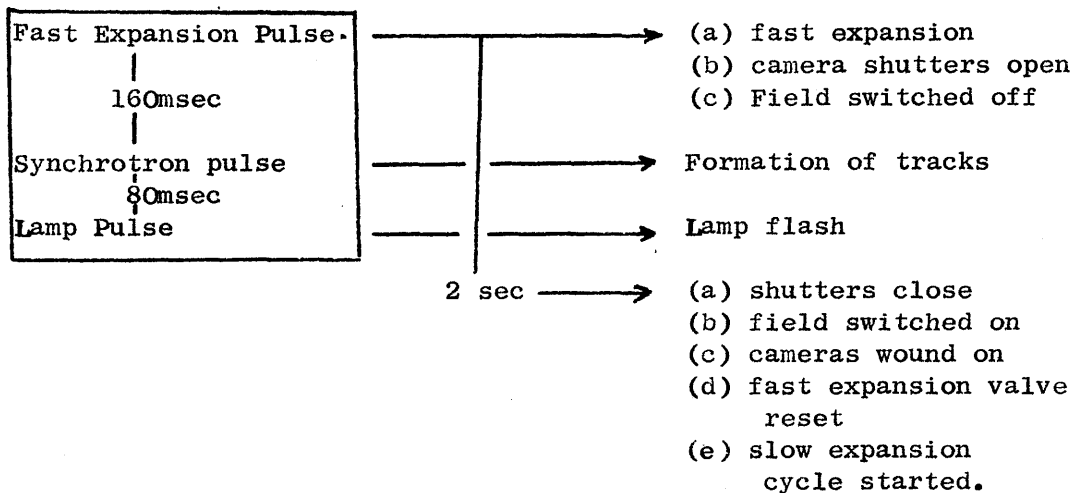 Fast Expansion Pulse. (a) fast expansion
(b) camera shutters open
160msec (c) Field switched off
Synchrotron pulse Formation of tracks
80msec
Lamp Pulse Lamp flash
2 sec (a) shutters close
(b) field switched on
(c) cameras wound on
(d) fast expansion valve
reset
(e) slow expansion
cycle started.